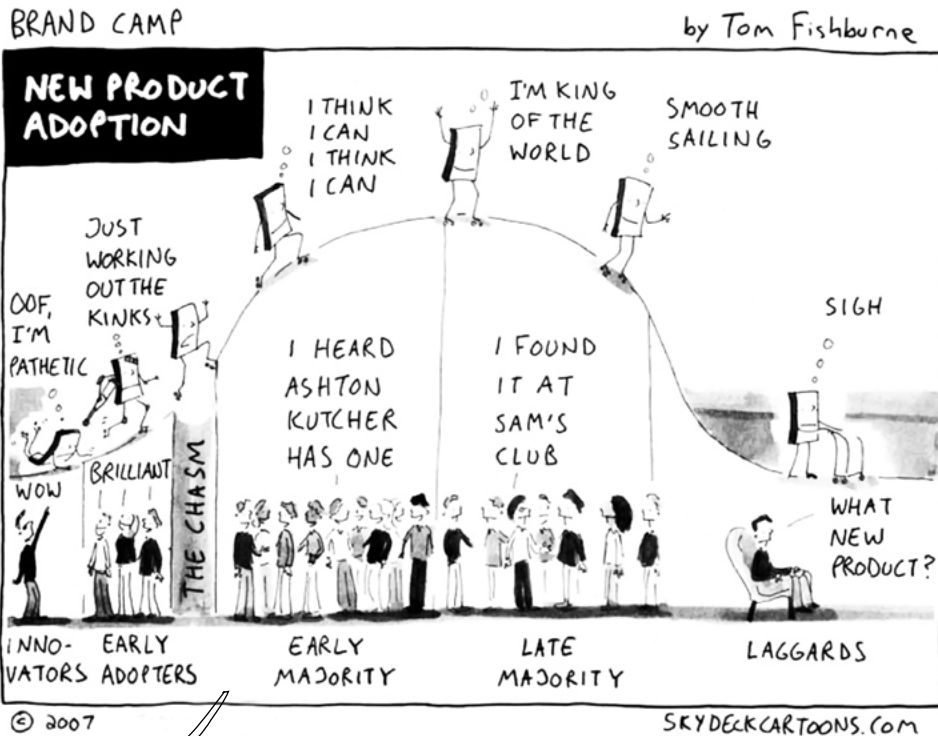 BRAND CAMP
by Tom Fishburne
NEW PRODUCT
ADOPTION
OOF,
I'M
PATHETIC
JUST
WORKING
OUT THE
KINKS
I THINK
I CAN
I THINK
I CAN
I'M KING
OF THE
WORLD
SMOOTH
SAILING
SIGH
WOW
BRILLIANT
THE CHASM
I HEARD
ASHTON
KUTCHER
HAS ONE
I FOUND
IT AT
SAM'S
CLUB
WHAT
NEW
PRODUCT?
INNO-
VATORS
EARLY
ADOPTERS
EARLY
MAJORITY
LATE
MAJORITY
LAGGARDS
© 2007
SKYDECKCARTOONS.COM